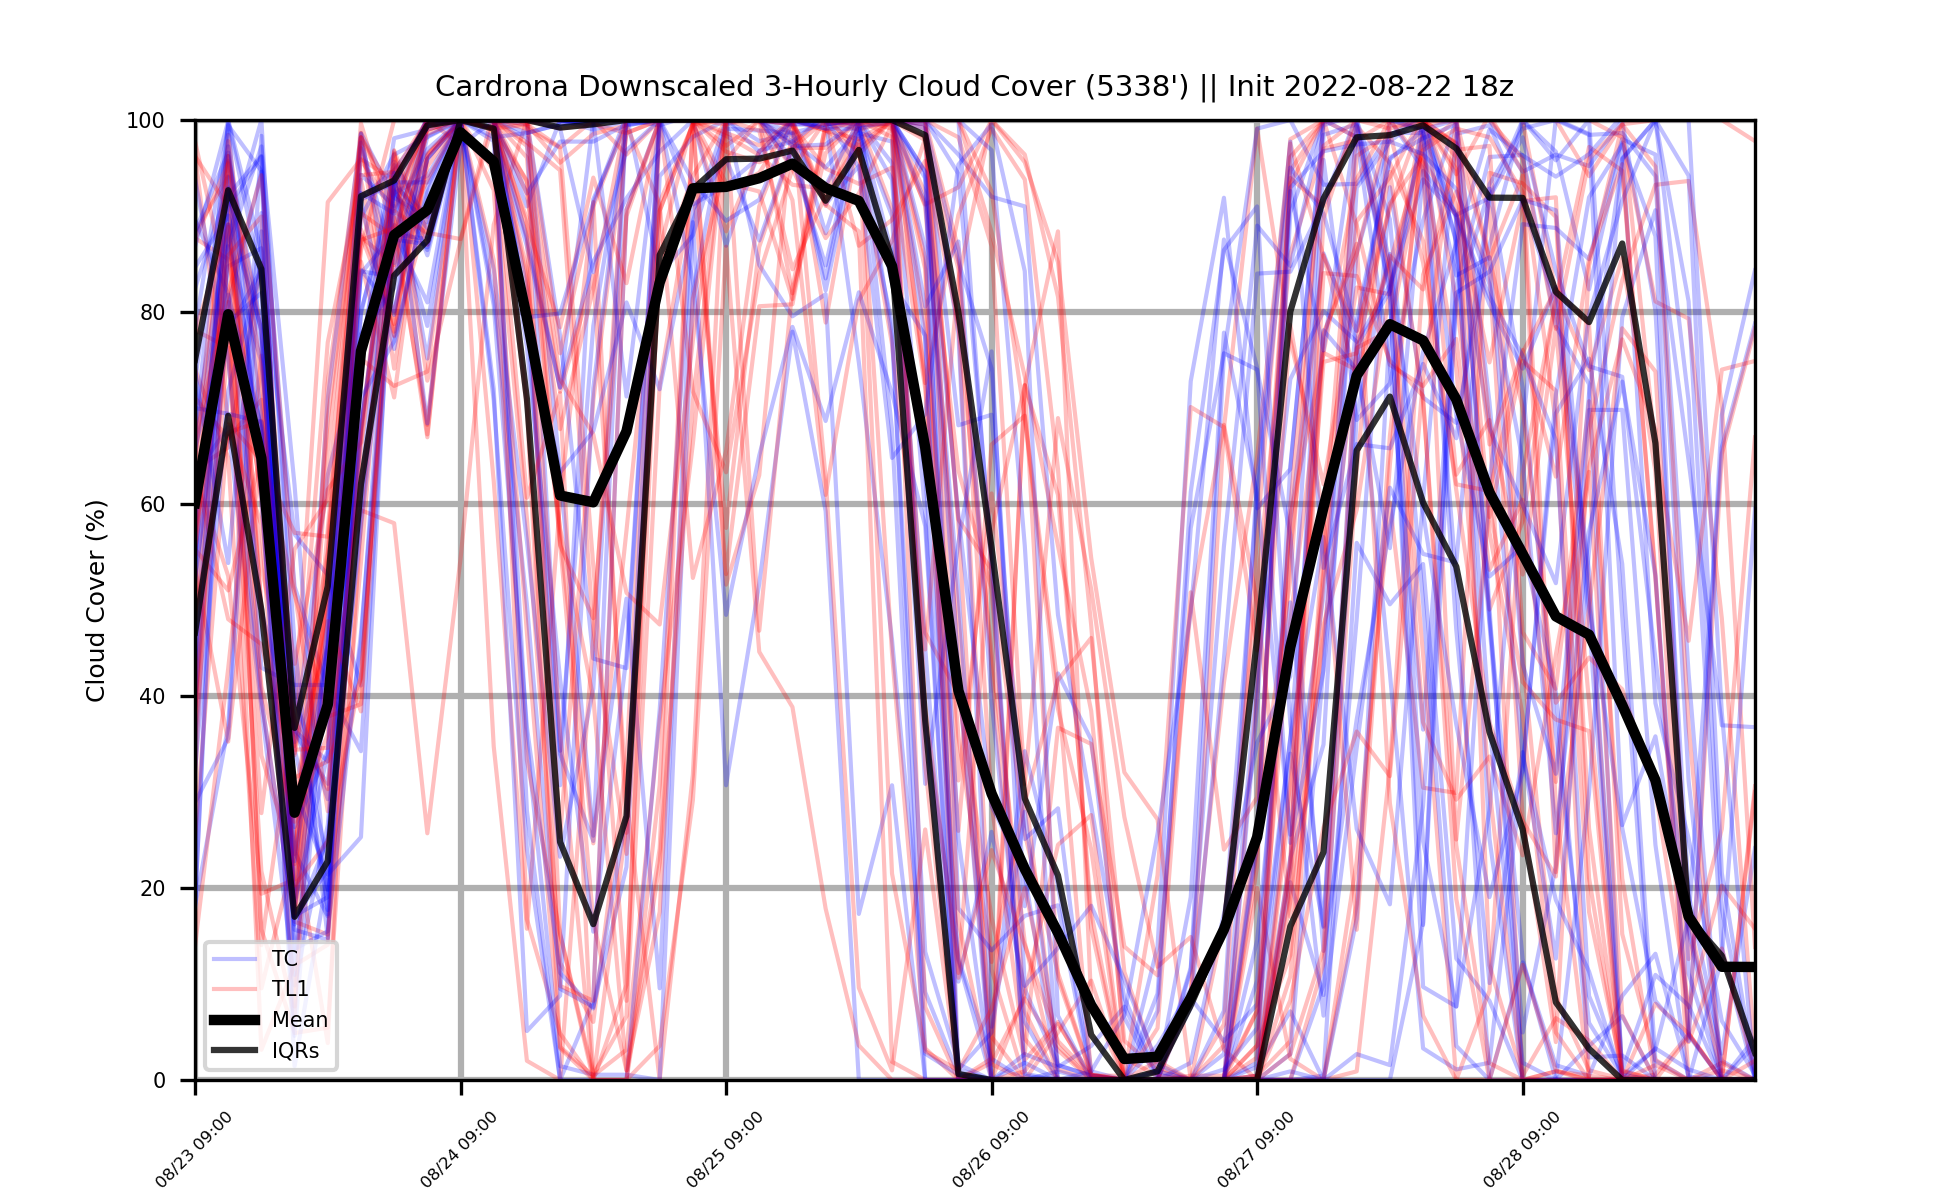 Cardrona Downscaled 3-Hourly Cloud Cover (5338') || Init 2022-08-22 18z
Cloud Cover (%)
100
80
60
40
20
0
TC
TL1
Mean
IQRs
08/23 09:00
08/24 09:00
08/25 09:00
08/26 09:00
08/27 09:00
08/28 09:00